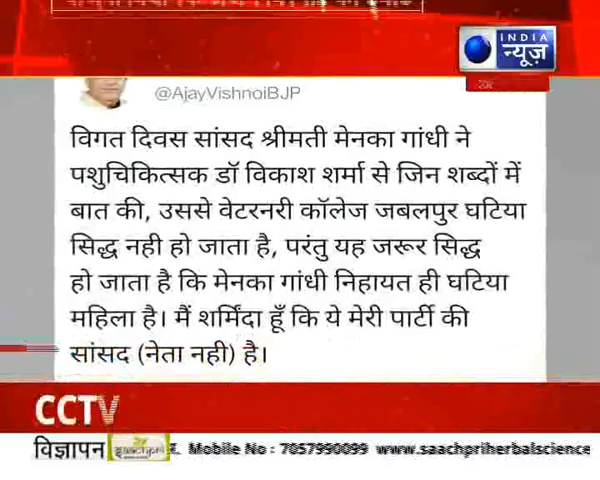 INDIA
न्यूज़
@AjayVishnoiBJP
विगत दिवस सांसद श्रीमती मेनका गांधी ने
पशुचिकित्सक डॉ विकाश शर्मा से जिन शब्दों में
बात की, उससे वेटरनरी कॉलेज जबलपुर घटिया
सिद्ध नही हो जाता है, परंतु यह जरूर सिद्ध
हो जाता है कि मेनका गांधी निहायत ही घटिया
महिला है। मैं शर्मिंदा हूँ कि ये मेरी पार्टी की
सांसद (नेता नही) है।
CCTV
विज्ञापन saachpri Mobile No : 7057990099 www.saachpriherbalscience